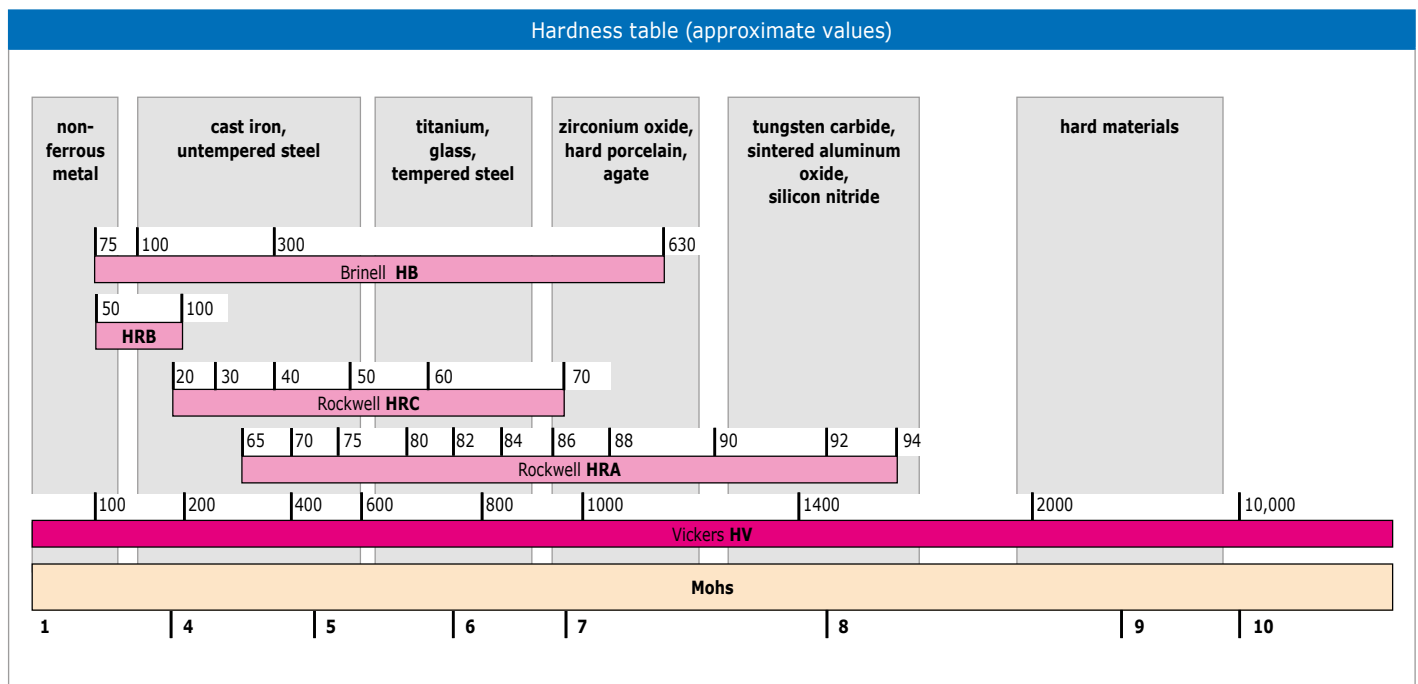 Hardness table (approximate values)
non-
ferrous
metal
cast iron,
untempered steel
titanium,
glass,
tempered steel
zirconium oxide,
hard porcelain,
agate
tungsten carbide,
sintered aluminum
oxide,
silicon nitride
hard materials
75 100 300 630
Brinell HB
50 100
HRB
20 30 40 50 60 70
Rockwell HRC
65 70 75 80 82 84 86 88 90 92 94
Rockwell HRA
100 200 400 600 800 1000 1400 2000 10,000
Vickers HV
Mohs
1 4 5 6 7 8 9 10